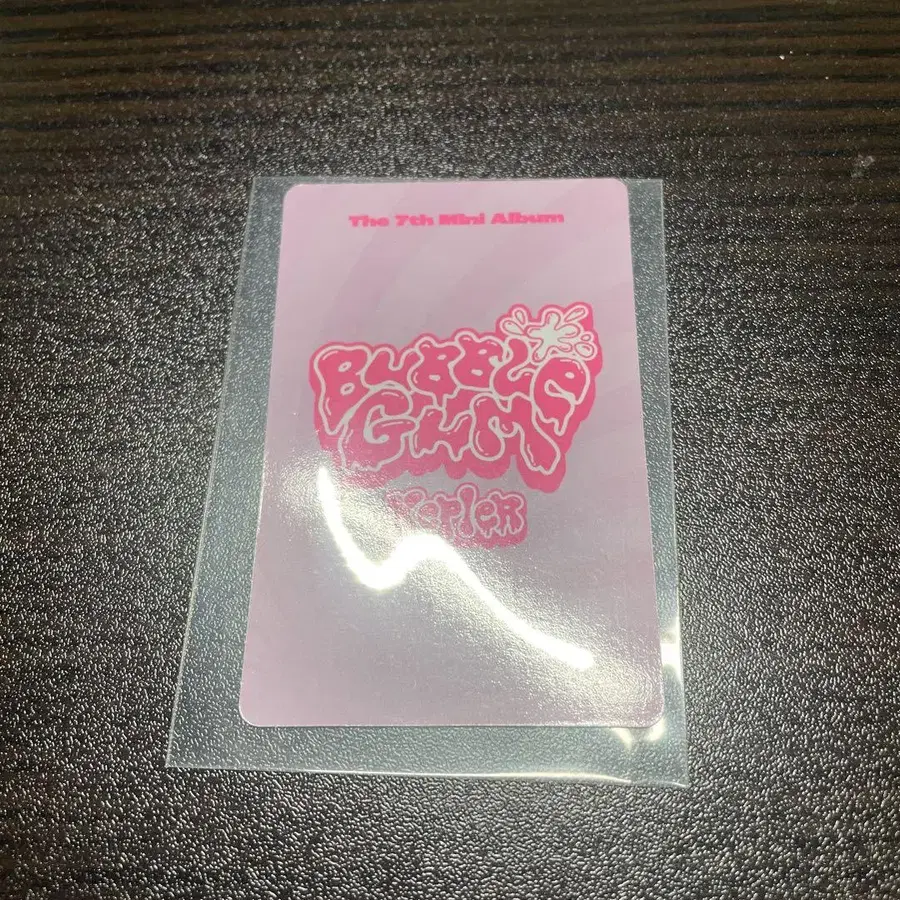 The 7th Mini Album
BUBBLE
GUM
Kep1er